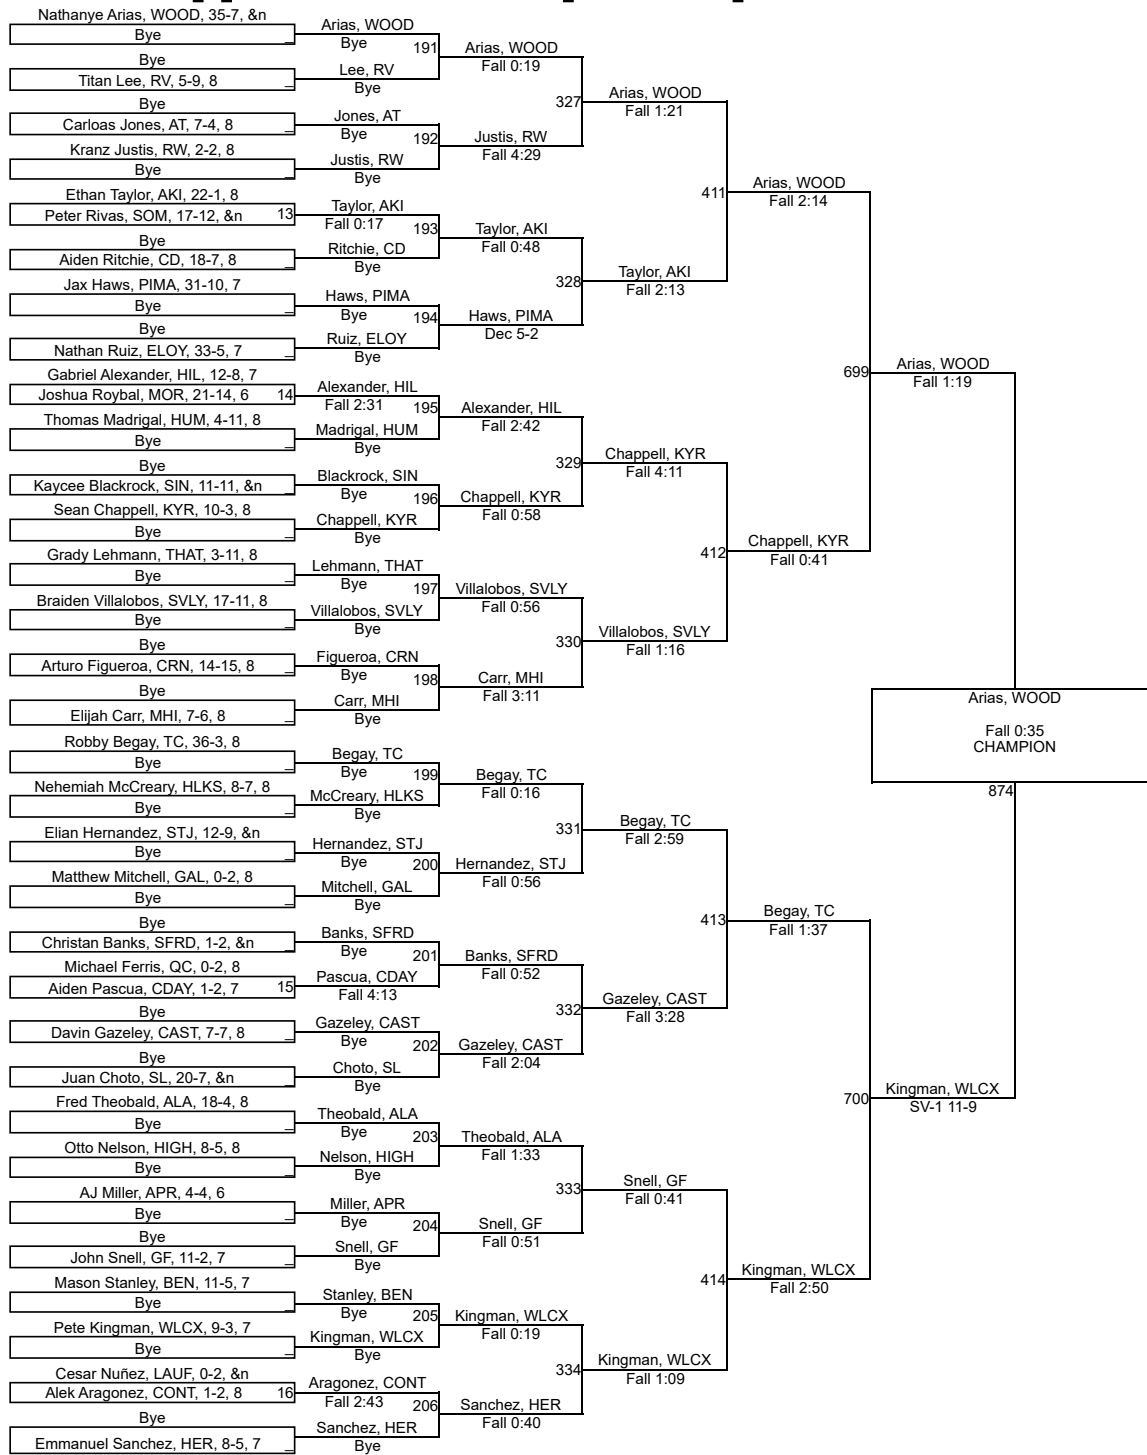 Nathanye Arias, WOOD, 35-7, &n
Bye _
Bye
Titan Lee, RV, 5-9, 8 _
Bye
Carloas Jones, AT, 7-4, 8 _
Kranz Justis, RW, 2-2, 8
Bye _
Ethan Taylor, AKI, 22-1, 8
Peter Rivas, SOM, 17-12, &n 13
Bye
Aiden Ritchie, CD, 18-7, 8 _
Jax Haws, PIMA, 31-10, 7
Bye _
Bye
Nathan Ruiz, ELOY, 33-5, 7 _
Gabriel Alexander, HIL, 12-8, 7
Joshua Roybal, MOR, 21-14, 6 14
Thomas Madrigal, HUM, 4-11, 8
Bye _
Bye
Kaycee Blackrock, SIN, 11-11, &n _
Sean Chappell, KYR, 10-3, 8
Bye _
Grady Lehmann, THAT, 3-11, 8
Bye _
Braiden Villalobos, SVLY, 17-11, 8
Bye _
Bye
Arturo Figueroa, CRN, 14-15, 8 _
Bye
Elijah Carr, MHI, 7-6, 8 _
Robby Begay, TC, 36-3, 8
Bye _
Nehemiah McCreary, HLKS, 8-7, 8
Bye _
Elian Hernandez, STJ, 12-9, &n
Bye _
Matthew Mitchell, GAL, 0-2, 8
Bye _
Bye
Christan Banks, SFRD, 1-2, &n _
Michael Ferris, QC, 0-2, 8
Aiden Pascua, CDAY, 1-2, 7 15
Bye
Davin Gazeley, CAST, 7-7, 8 _
Bye
Juan Choto, SL, 20-7, &n _
Fred Theobald, ALA, 18-4, 8
Bye _
Otto Nelson, HIGH, 8-5, 8
Bye _
AJ Miller, APR, 4-4, 6
Bye _
Bye
John Snell, GF, 11-2, 7 _
Mason Stanley, BEN, 11-5, 7
Bye _
Pete Kingman, WLCX, 9-3, 7
Bye _
Cesar Nuñez, LAUF, 0-2, &n
Alek Aragonez, CONT, 1-2, 8 16
Bye
Emmanuel Sanchez, HER, 8-5, 7 _
Arias, WOOD
Bye
191
Lee, RV
Bye
Jones, AT
Bye
192
Justis, RW
Bye
Taylor, AKI
Fall 0:17
193
Ritchie, CD
Bye
Haws, PIMA
Bye
194
Ruiz, ELOY
Bye
Alexander, HIL
Fall 2:31
195
Madrigal, HUM
Bye
Blackrock, SIN
Bye
196
Chappell, KYR
Bye
Lehmann, THAT
Bye
197
Villalobos, SVLY
Bye
Figueroa, CRN
Bye
198
Carr, MHI
Bye
Begay, TC
Bye
199
McCreary, HLKS
Bye
Hernandez, STJ
Bye
200
Mitchell, GAL
Bye
Banks, SFRD
Bye
201
Pascua, CDAY
Fall 4:13
Gazeley, CAST
Bye
202
Choto, SL
Bye
Theobald, ALA
Bye
203
Nelson, HIGH
Bye
Miller, APR
Bye
204
Snell, GF
Bye
Stanley, BEN
Bye
205
Kingman, WLCX
Bye
Aragonez, CONT
Fall 2:43
206
Sanchez, HER
Bye
Arias, WOOD
Fall 0:19
327
Justis, RW
Fall 4:29
Taylor, AKI
Fall 0:48
328
Haws, PIMA
Dec 5-2
Alexander, HIL
Fall 2:42
329
Chappell, KYR
Fall 0:58
Villalobos, SVLY
Fall 0:56
330
Carr, MHI
Fall 3:11
Begay, TC
Fall 0:16
331
Hernandez, STJ
Fall 0:56
Banks, SFRD
Fall 0:52
332
Gazeley, CAST
Fall 2:04
Theobald, ALA
Fall 1:33
333
Snell, GF
Fall 0:51
Kingman, WLCX
Fall 0:19
334
Sanchez, HER
Fall 0:40
Arias, WOOD
Fall 1:21
411
Taylor, AKI
Fall 2:13
Chappell, KYR
Fall 4:11
412
Villalobos, SVLY
Fall 1:16
Begay, TC
Fall 2:59
413
Gazeley, CAST
Fall 3:28
Snell, GF
Fall 0:41
414
Kingman, WLCX
Fall 1:09
Arias, WOOD
Fall 2:14
699
Chappell, KYR
Fall 0:41
Begay, TC
Fall 1:37
700
Kingman, WLCX
Fall 2:50
Arias, WOOD
Fall 1:19
Kingman, WLCX
SV-1 11-9
Arias, WOOD
Fall 0:35
CHAMPION
874